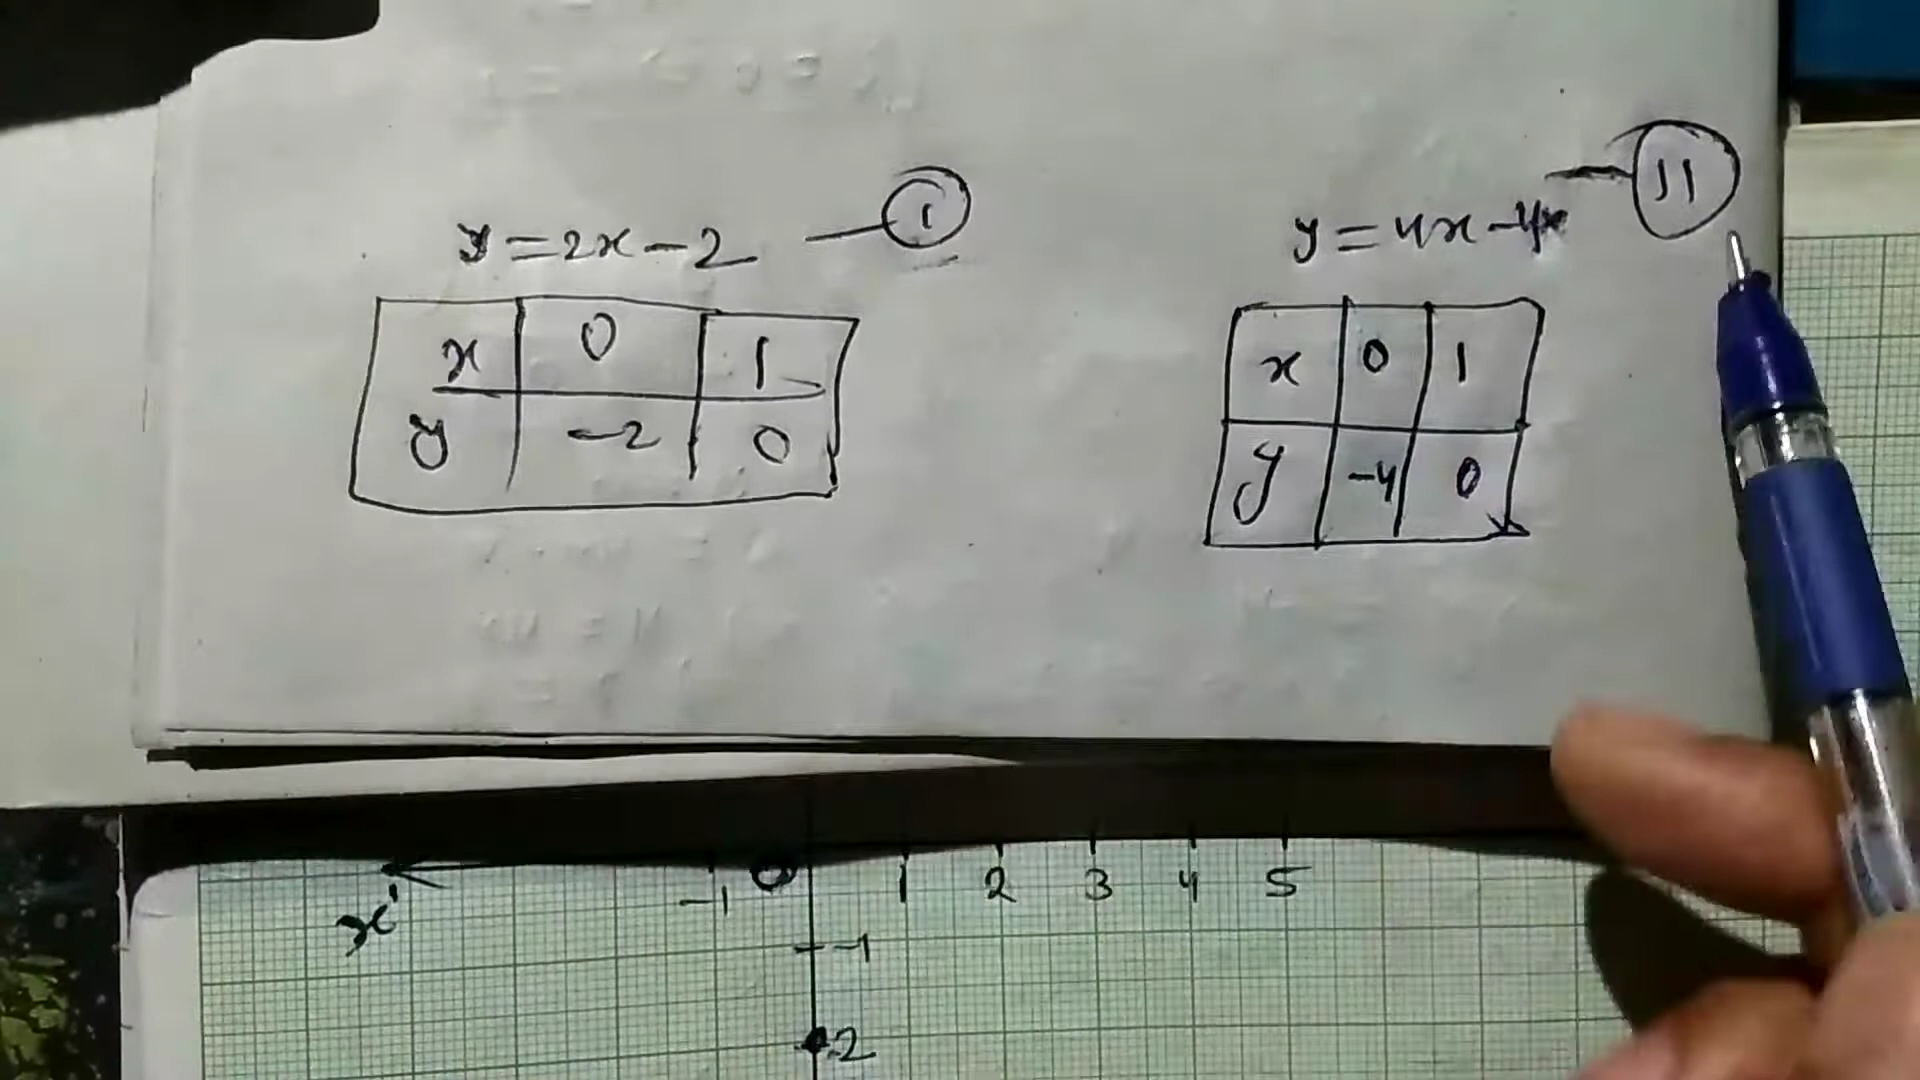 y = 2x - 2 — (1)
x 0 1
y -2 0
y = 4x - 4 — (11)
x 0 1
y -4 0
x' -1 0 1 2 3 4 5
-1
-2